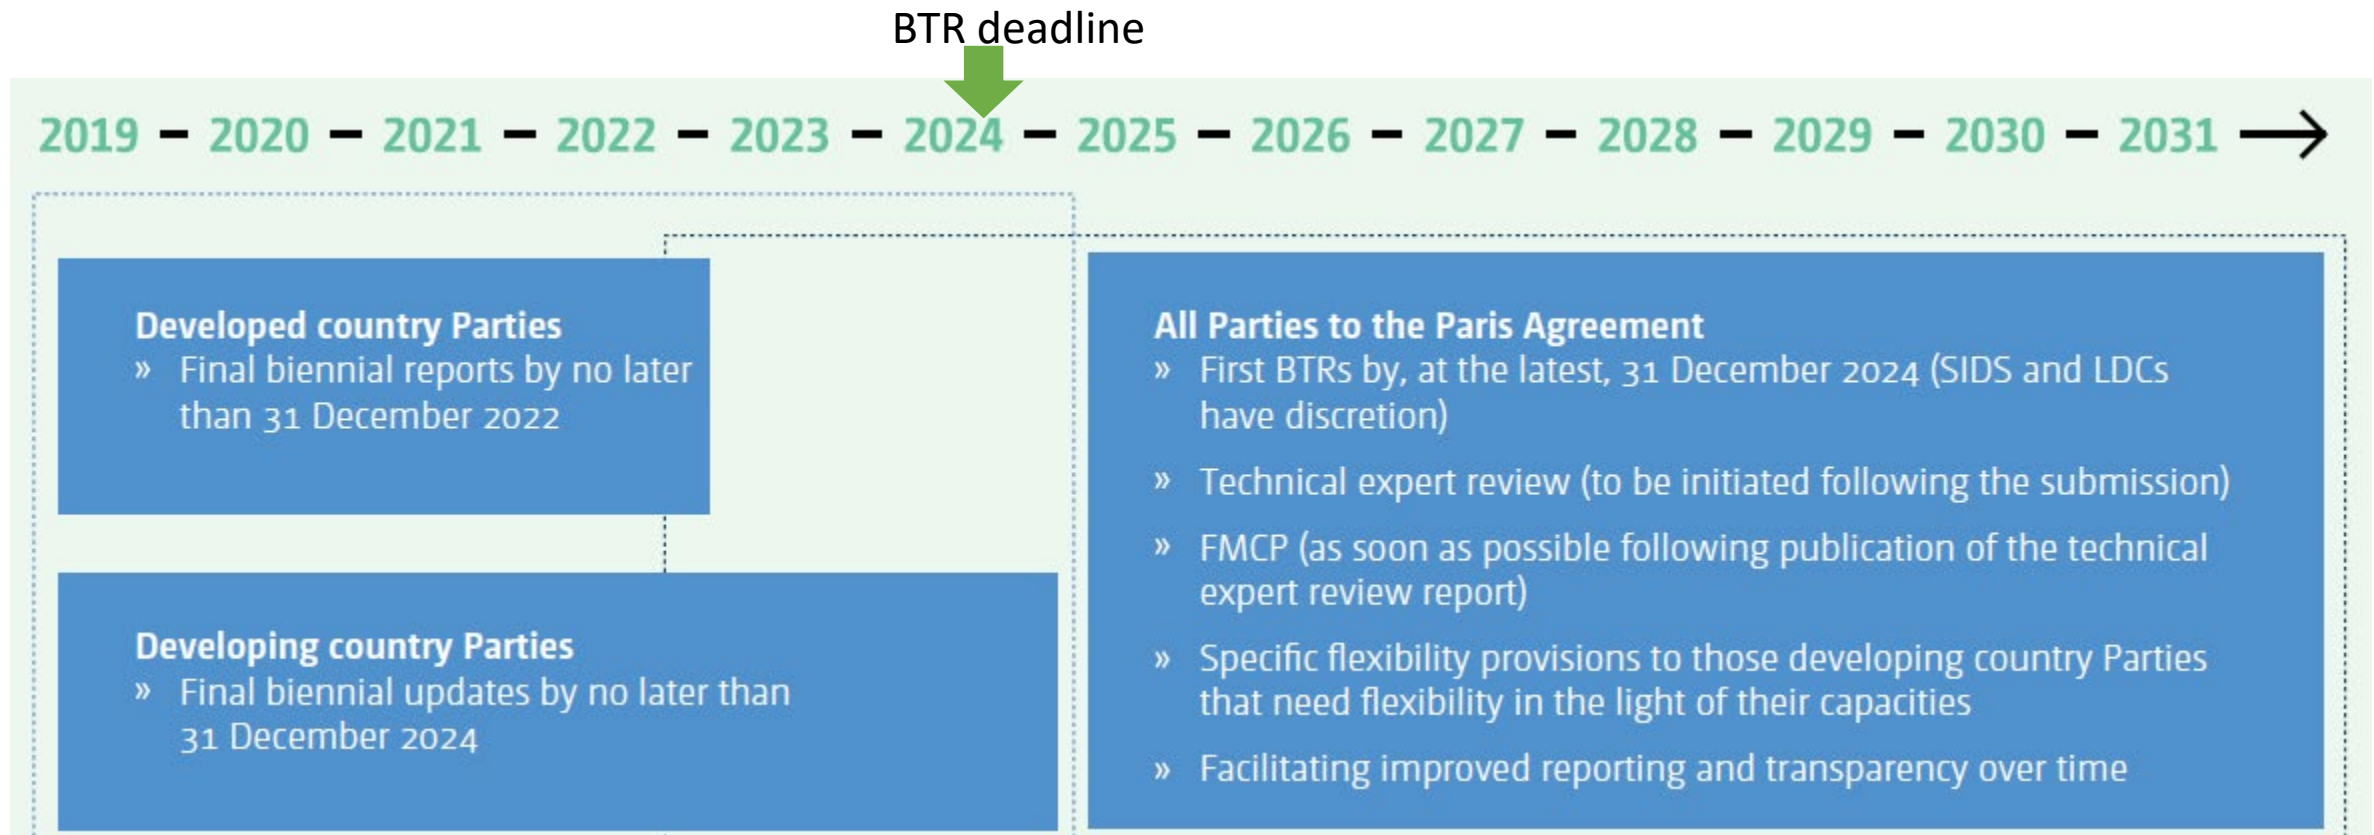 BTR deadline
2019 – 2020 – 2021 – 2022 – 2023 – 2024 – 2025 – 2026 – 2027 – 2028 – 2029 – 2030 – 2031
Developed country Parties
» Final biennial reports by no later
than 31 December 2022
Developing country Parties
» Final biennial updates by no later than
31 December 2024
All Parties to the Paris Agreement
» First BTRs by, at the latest, 31 December 2024 (SIDS and LDCs
have discretion)
» Technical expert review (to be initiated following the submission)
» FMCP (as soon as possible following publication of the technical
expert review report)
» Specific flexibility provisions to those developing country Parties
that need flexibility in the light of their capacities
» Facilitating improved reporting and transparency over time